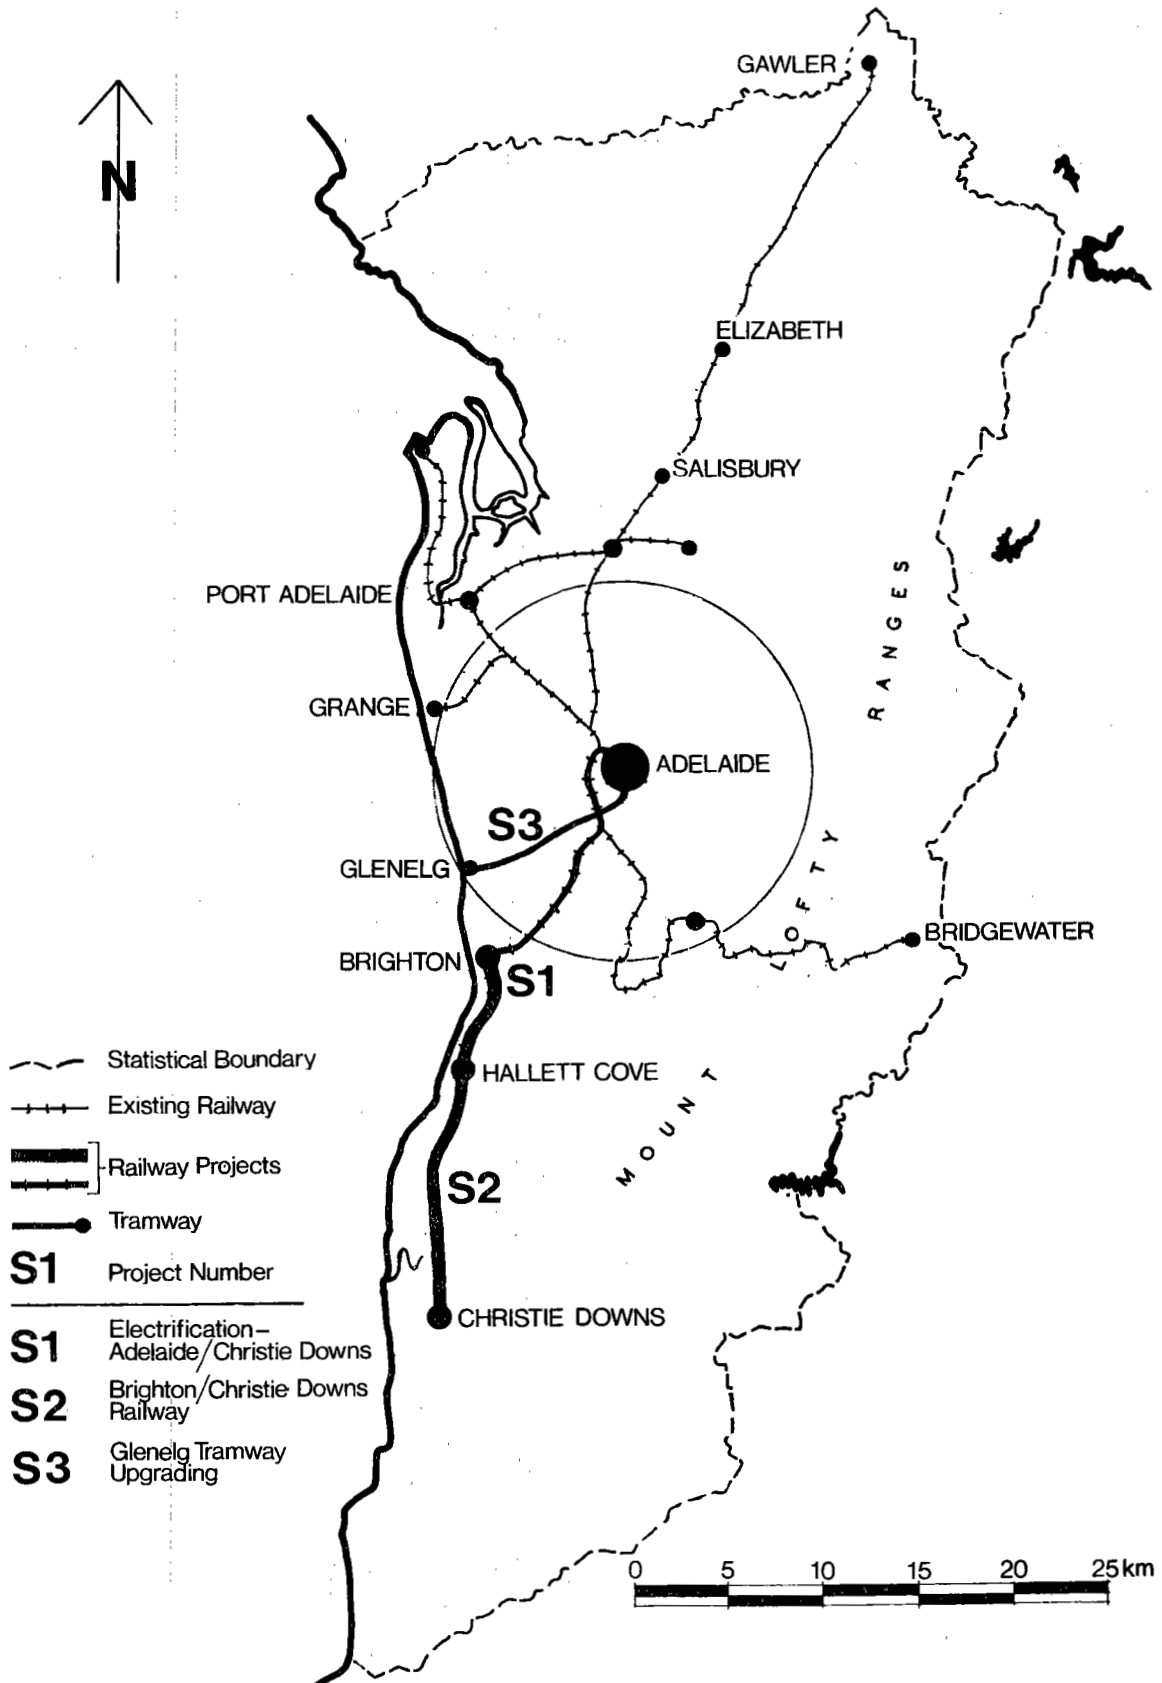 GAWLER
N
ELIZABETH
SALISBURY
PORT ADELAIDE
RANGES
GRANGE
ADELAIDE
S3
LOFTY
GLENELG
BRIDGEWATER
BRIGHTON
S1
HALLETT COVE
MOUNT
S2
CHRISTIE DOWNS
Statistical Boundary
Existing Railway
Railway Projects
Tramway
S1 Project Number
S1 Electrification–
Adelaide/Christie Downs
S2 Brighton/Christie Downs
Railway
S3 Glenelg Tramway
Upgrading
0 5 10 15 20 25 km